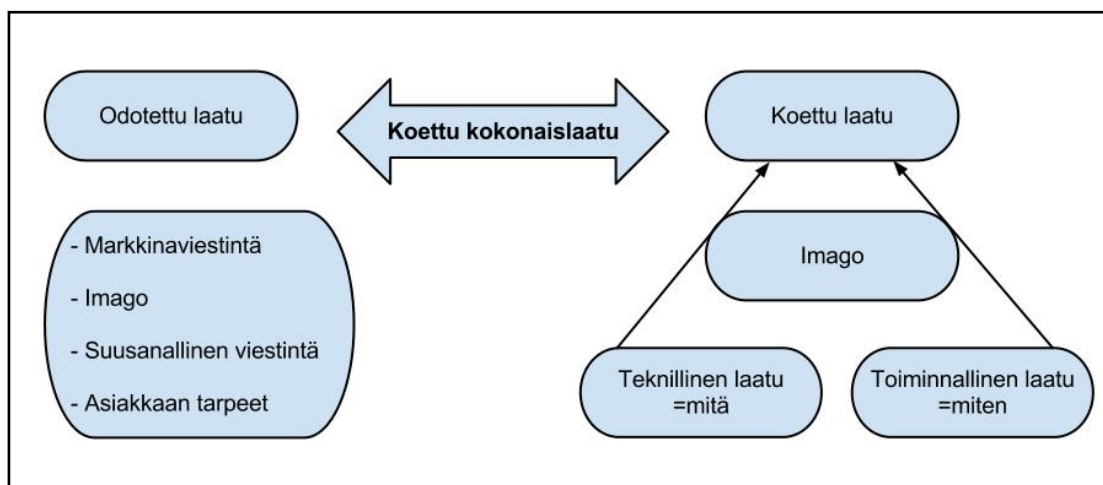 Odotettu laatu
Koettu kokonaislaatu
Koettu laatu
- Markkinaviestintä
- Imago
- Suusanallinen viestintä
- Asiakkaan tarpeet
Imago
Teknillinen laatu
=mitä
Toiminnallinen laatu
=miten